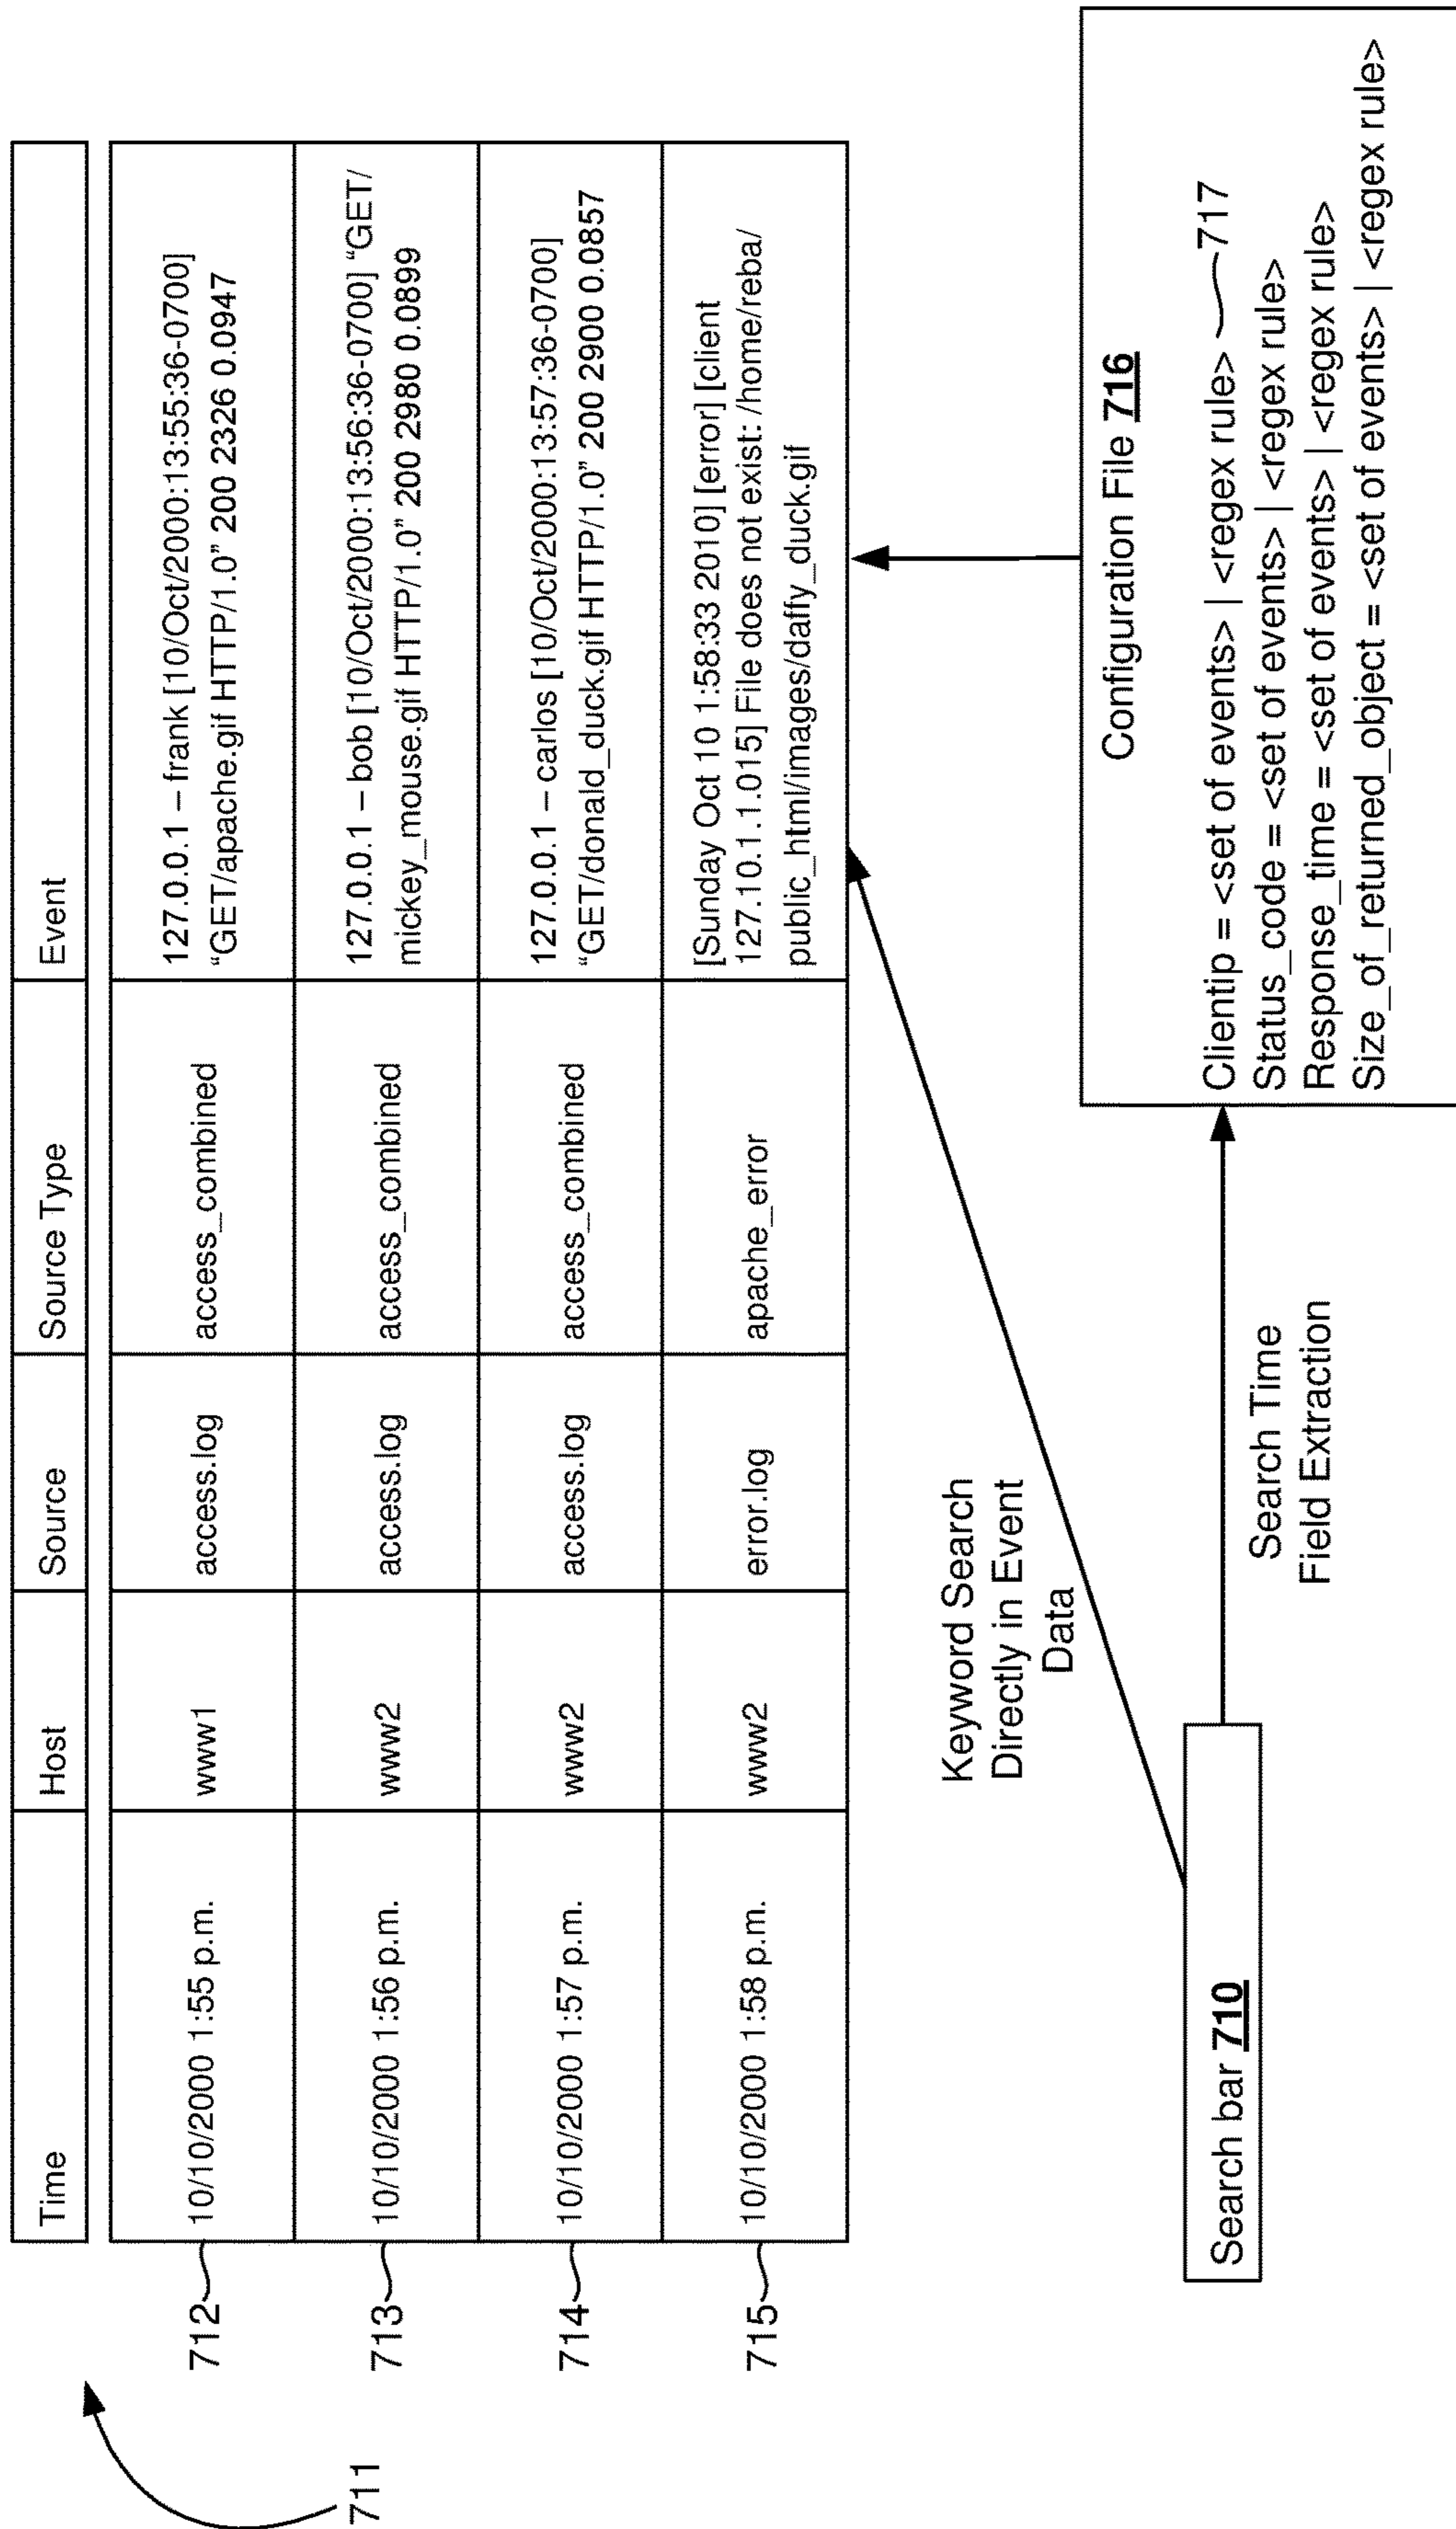 711
Time
Host
Source
Source Type
Event
712
10/10/2000 1:55 p.m.
www1
access.log
access_combined
127.0.0.1 – frank [10/Oct/2000:13:55:36-0700]
“GET/apache.gif HTTP/1.0” 200 2326 0.0947
713
10/10/2000 1:56 p.m.
www2
access.log
access_combined
127.0.0.1 – bob [10/Oct/2000:13:56:36-0700] “GET/
mickey_mouse.gif HTTP/1.0” 200 2980 0.0899
714
10/10/2000 1:57 p.m.
www2
access.log
access_combined
127.0.0.1 – carlos [10/Oct/2000:13:57:36-0700]
“GET/donald_duck.gif HTTP/1.0” 200 2900 0.0857
715
10/10/2000 1:58 p.m.
www2
error.log
apache_error
[Sunday Oct 10 1:58:33 2010] [error] [client
127.10.1.1.015] File does not exist: /home/reba/
public_html/images/daffy_duck.gif
Keyword Search
Directly in Event
Data
Search bar 710
Search Time
Field Extraction
Configuration File 716
Clientip = <set of events> | <regex rule> 717
Status_code = <set of events> | <regex rule>
Response_time = <set of events> | <regex rule>
Size_of_returned_object = <set of events> | <regex rule>